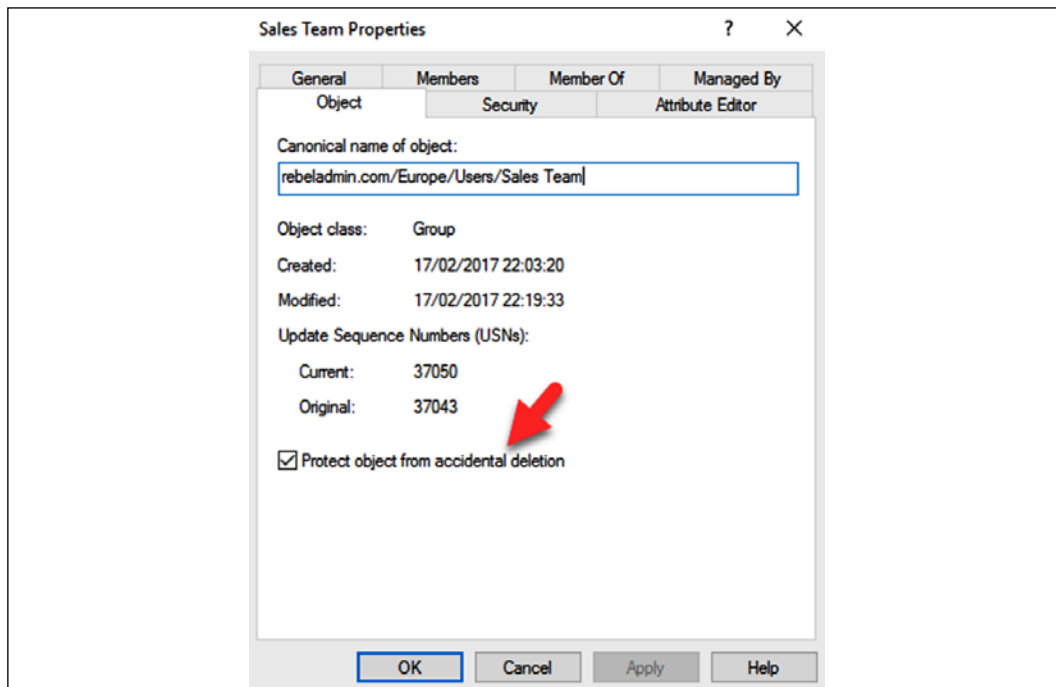 Sales Team Properties ? X
General Members Member Of Managed By
Object Security Attribute Editor
Canonical name of object:
rebeladmin.com/Europe/Users/Sales Team
Object class: Group
Created: 17/02/2017 22:03:20
Modified: 17/02/2017 22:19:33
Update Sequence Numbers (USNs):
Current: 37050
Original: 37043
Protect object from accidental deletion
OK Cancel Apply Help